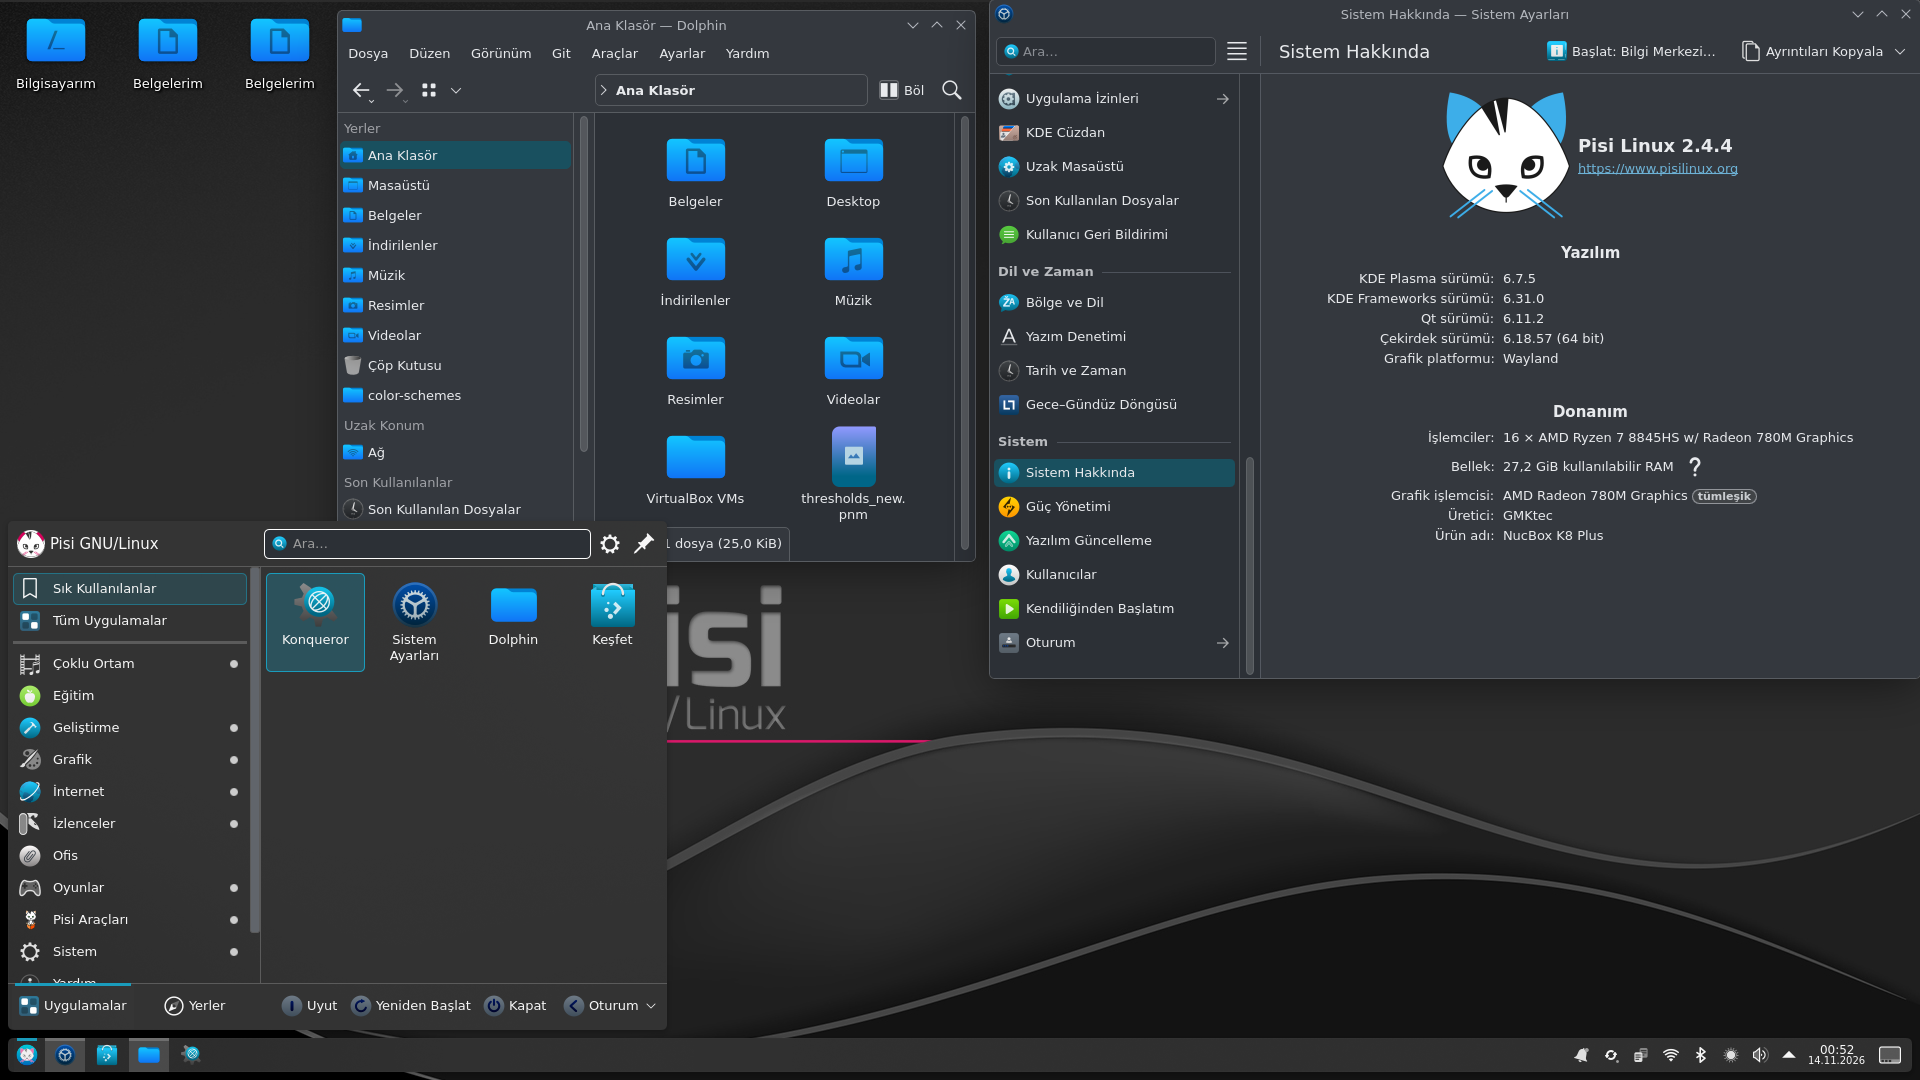 Bilgisayarım
Belgelerim
Belgelerim
Ana Klasör — Dolphin
Dosya
Düzen
Görünüm
Git
Araçlar
Ayarlar
Yardım
Ana Klasör
Böl
Yerler
Ana Klasör
Masaüstü
Belgeler
İndirilenler
Müzik
Resimler
Videolar
Çöp Kutusu
color-schemes
Uzak Konum
Ağ
Son Kullanılanlar
Son Kullanılan Dosyalar
Belgeler
Desktop
İndirilenler
Müzik
Resimler
Videolar
VirtualBox VMs
thresholds_new.
pnm
1 dosya (25,0 KiB)
Sistem Hakkında — Sistem Ayarları
Ara...
Sistem Hakkında
Başlat: Bilgi Merkezi...
Ayrıntıları Kopyala
Uygulama İzinleri
KDE Cüzdan
Uzak Masaüstü
Son Kullanılan Dosyalar
Kullanıcı Geri Bildirimi
Dil ve Zaman
Bölge ve Dil
Yazım Denetimi
Tarih ve Zaman
Gece–Gündüz Döngüsü
Sistem
Sistem Hakkında
Güç Yönetimi
Yazılım Güncelleme
Kullanıcılar
Kendiliğinden Başlatım
Oturum
Pisi Linux 2.4.4
https://www.pisilinux.org
Yazılım
KDE Plasma sürümü: 6.7.5
KDE Frameworks sürümü: 6.31.0
Qt sürümü: 6.11.2
Çekirdek sürümü: 6.18.57 (64 bit)
Grafik platformu: Wayland
Donanım
İşlemciler: 16 × AMD Ryzen 7 8845HS w/ Radeon 780M Graphics
Bellek: 27,2 GiB kullanılabilir RAM ?
Grafik işlemcisi: AMD Radeon 780M Graphics tümleşik
Üretici: GMKtec
Ürün adı: NucBox K8 Plus
Pisi GNU/Linux
Ara...
Sık Kullanılanlar
Tüm Uygulamalar
Çoklu Ortam
Eğitim
Geliştirme
Grafik
İnternet
İzlenceler
Ofis
Oyunlar
Pisi Araçları
Sistem
Yardım
Konqueror
Sistem
Ayarları
Dolphin
Keşfet
Uygulamalar
Yerler
Uyut
Yeniden Başlat
Kapat
Oturum
isi
/Linux
00:52
14.11.2026